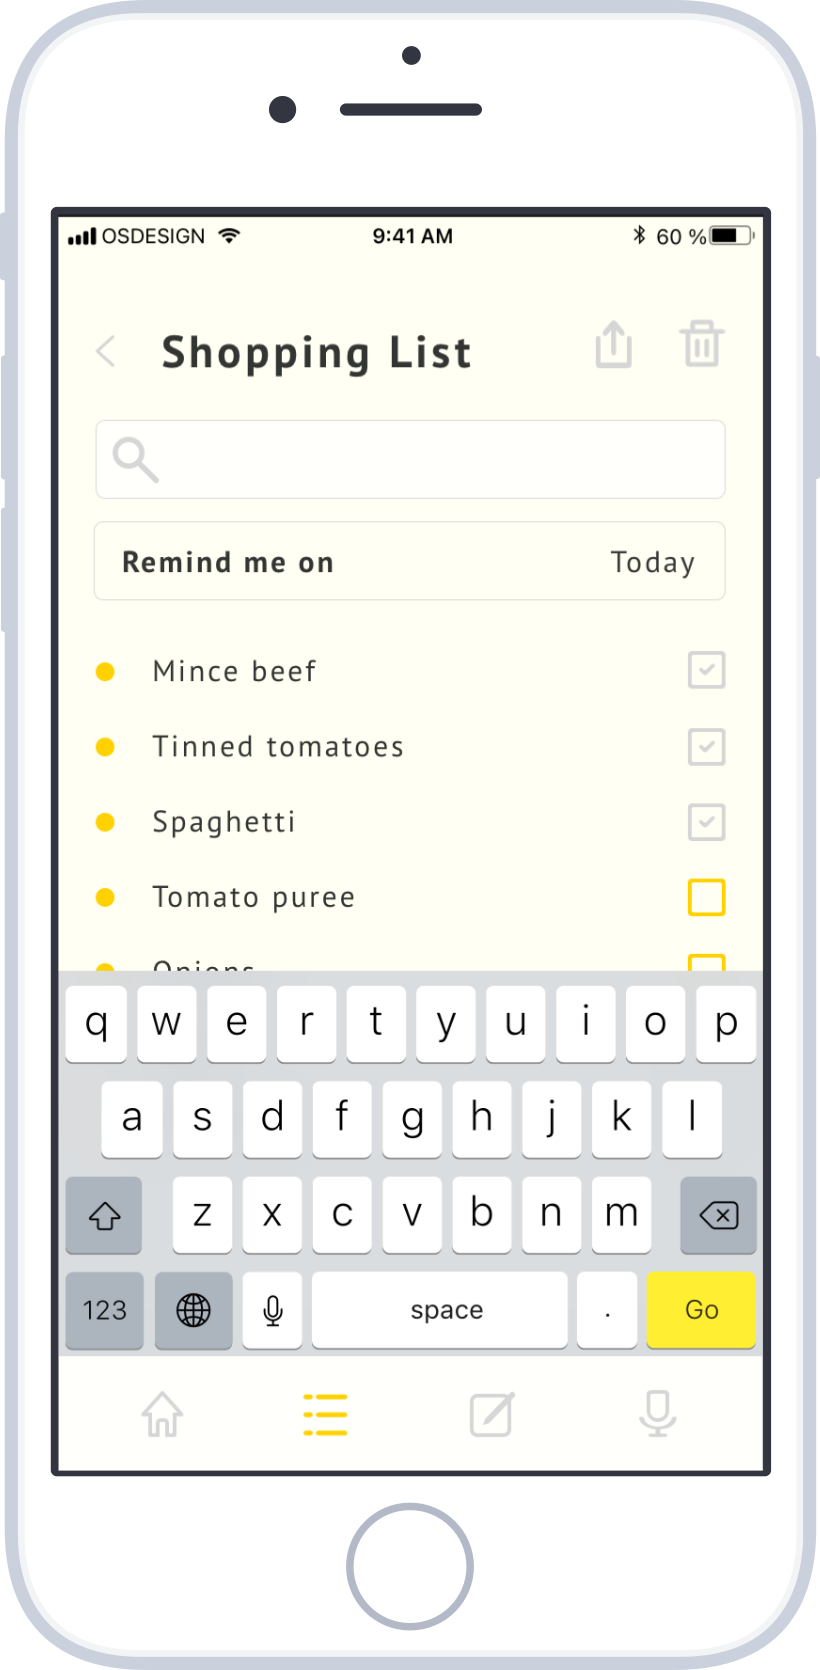 OSDESIGN 9:41 AM 60 %
Shopping List
Remind me on Today
Mince beef
Tinned tomatoes
Spaghetti
Tomato puree
Onions
q w e r t y u i o p
a s d f g h j k l
z x c v b n m
123 space . Go